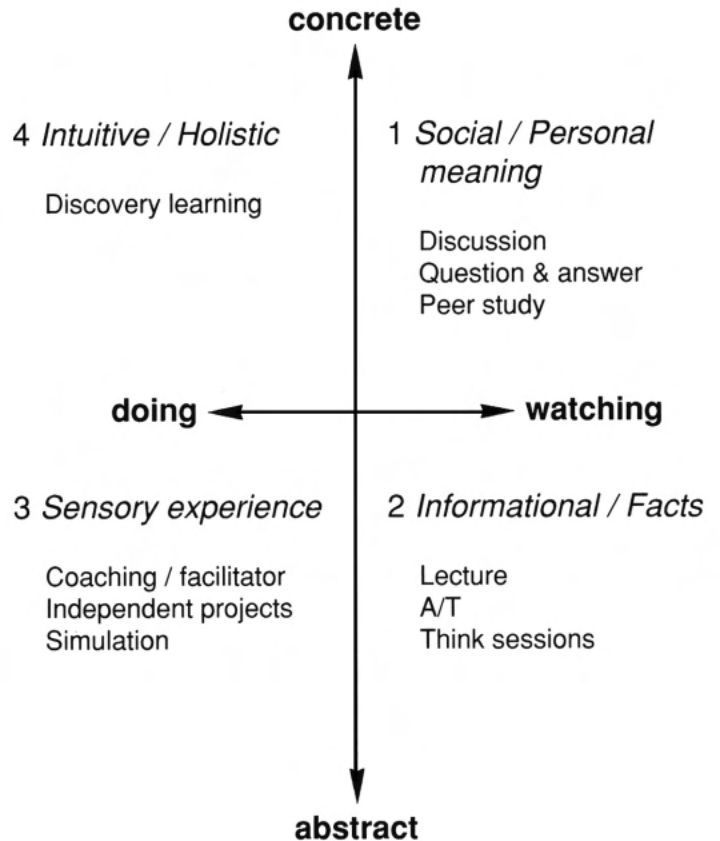 concrete
4 Intuitive / Holistic
Discovery learning
1 Social / Personal
meaning
Discussion
Question & answer
Peer study
doing
watching
3 Sensory experience
Coaching / facilitator
Independent projects
Simulation
2 Informational / Facts
Lecture
A/T
Think sessions
abstract